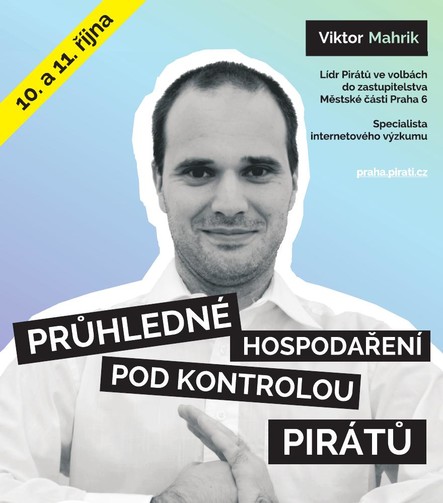 10. a 11. října
Viktor Mahrik
Lídr Pirátů ve volbách
do zastupitelstva
Městské části Praha 6
Specialista
internetového výzkumu
praha.pirati.cz
PRŮHLEDNÉ
HOSPODAŘENÍ
POD KONTROLOU
PIRÁTŮ